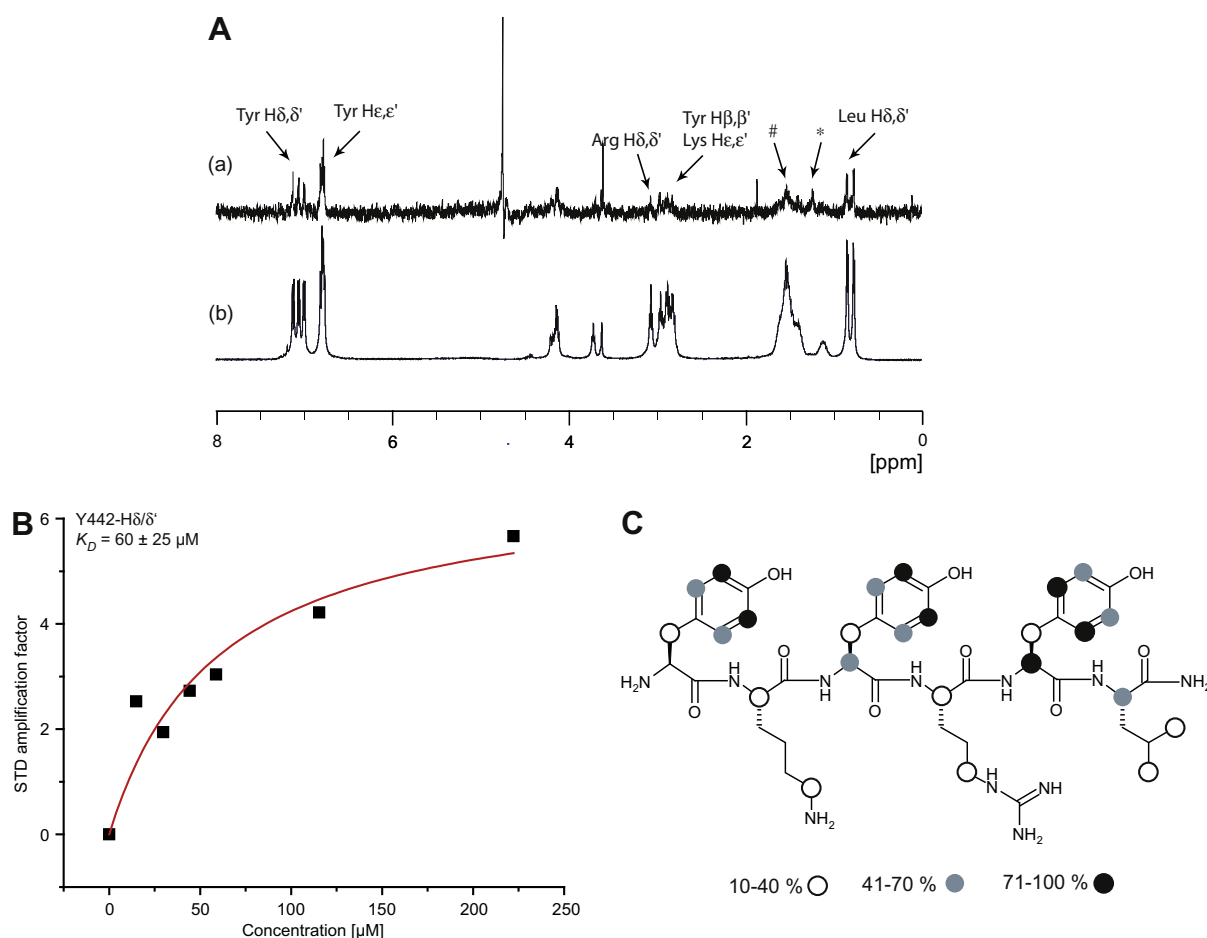 A
Tyr Hδ,δ'
Tyr Hε,ε'
Arg Hδ,δ'
Tyr Hβ,β'
Lys Hε,ε'
#
*
Leu Hδ,δ'
(a)
(b)
8 6 4 2 0
[ppm]
B
Y442-Hδ/δ‘
K_D = 60 ± 25 µM
STD amplification factor
6
4
2
0
0 50 100 150 200 250
Concentration [µM]
C
OH OH OH
H₂N
O
H
N
O
H
N
O
H
N
O
H
N
O
H
N
O
NH₂
NH₂
H
N
NH
NH₂
10-40 %
41-70 %
71-100 %